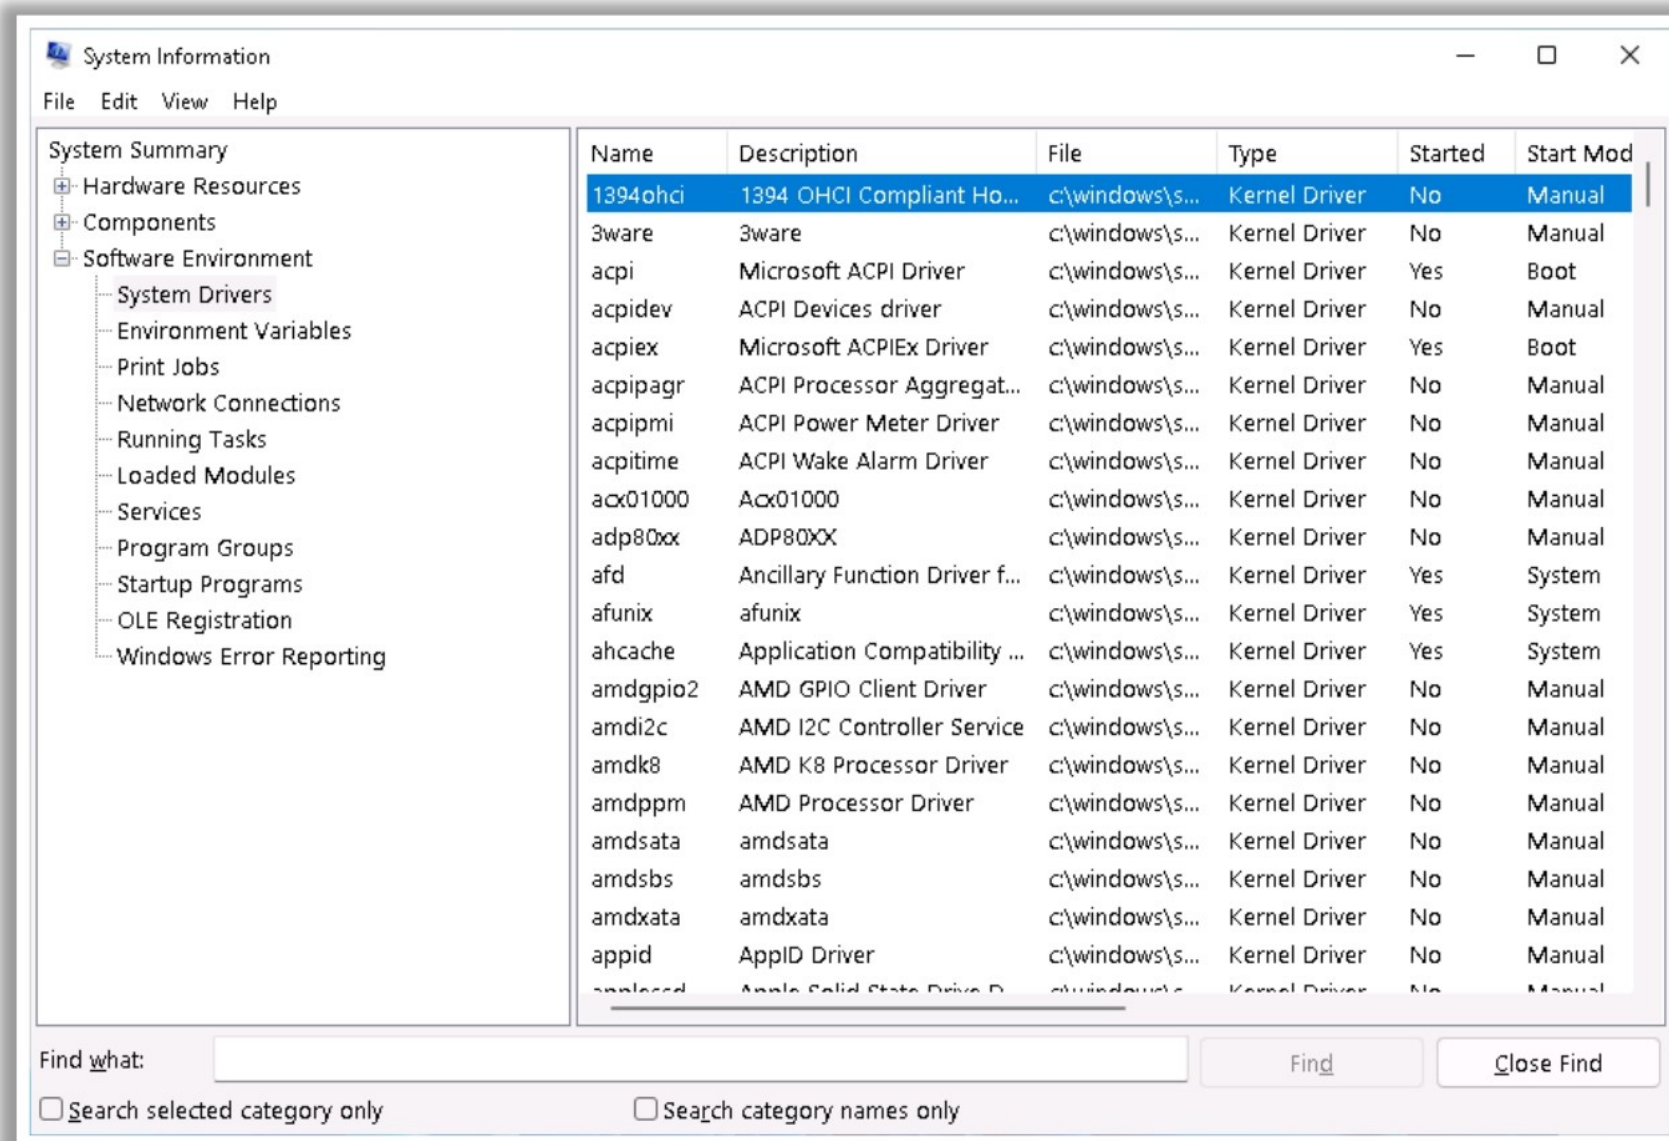 System Information
File Edit View Help
System Summary
Hardware Resources
Components
Software Environment
System Drivers
Environment Variables
Print Jobs
Network Connections
Running Tasks
Loaded Modules
Services
Program Groups
Startup Programs
OLE Registration
Windows Error Reporting
Name Description File Type Started Start Mod
1394ohci 1394 OHCI Compliant Ho... c:\windows\s... Kernel Driver No Manual
3ware 3ware c:\windows\s... Kernel Driver No Manual
acpi Microsoft ACPI Driver c:\windows\s... Kernel Driver Yes Boot
acpidev ACPI Devices driver c:\windows\s... Kernel Driver No Manual
acpiex Microsoft ACPIEx Driver c:\windows\s... Kernel Driver Yes Boot
acpipagr ACPI Processor Aggregat... c:\windows\s... Kernel Driver No Manual
acpipmi ACPI Power Meter Driver c:\windows\s... Kernel Driver No Manual
acpitime ACPI Wake Alarm Driver c:\windows\s... Kernel Driver No Manual
acx01000 Acx01000 c:\windows\s... Kernel Driver No Manual
adp80xx ADP80XX c:\windows\s... Kernel Driver No Manual
afd Ancillary Function Driver f... c:\windows\s... Kernel Driver Yes System
afunix afunix c:\windows\s... Kernel Driver Yes System
ahcache Application Compatibility ... c:\windows\s... Kernel Driver Yes System
amdgpio2 AMD GPIO Client Driver c:\windows\s... Kernel Driver No Manual
amdi2c AMD I2C Controller Service c:\windows\s... Kernel Driver No Manual
amdk8 AMD K8 Processor Driver c:\windows\s... Kernel Driver No Manual
amdppm AMD Processor Driver c:\windows\s... Kernel Driver No Manual
amdsata amdsata c:\windows\s... Kernel Driver No Manual
amdsbs amdsbs c:\windows\s... Kernel Driver No Manual
amdxata amdxata c:\windows\s... Kernel Driver No Manual
appid AppID Driver c:\windows\s... Kernel Driver No Manual
applessd Apple Solid State Drive D... c:\windows\s... Kernel Driver No Manual
Find what: Find Close Find
Search selected category only Search category names only